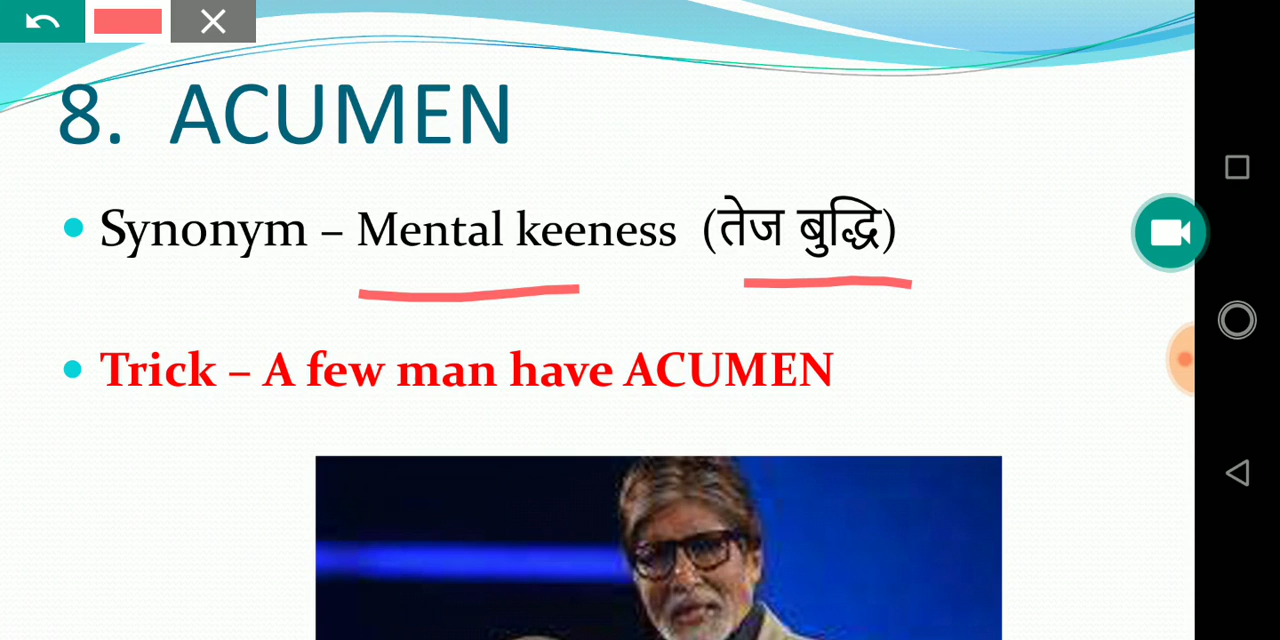 8. ACUMEN
Synonym – Mental keeness (तेज बुद्धि)
Trick – A few man have ACUMEN